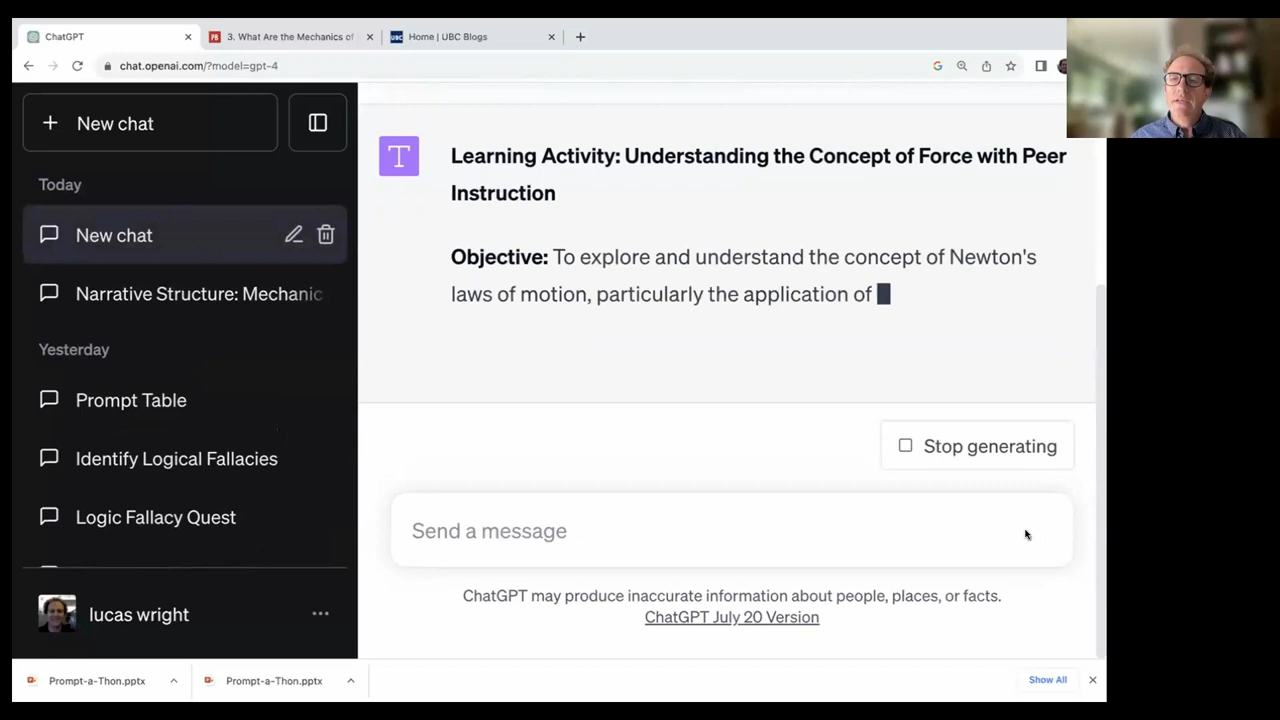 ChatGPT
3. What Are the Mechanics of
UBC
Home | UBC Blogs
chat.openai.com/?model=gpt-4
New chat
Today
New chat
Narrative Structure: Mechanic
Yesterday
Prompt Table
Identify Logical Fallacies
Logic Fallacy Quest
lucas wright
T
Learning Activity: Understanding the Concept of Force with Peer
Instruction
Objective: To explore and understand the concept of Newton's
laws of motion, particularly the application of
Stop generating
Send a message
ChatGPT may produce inaccurate information about people, places, or facts.
ChatGPT July 20 Version
Prompt-a-Thon.pptx
Prompt-a-Thon.pptx
Show All